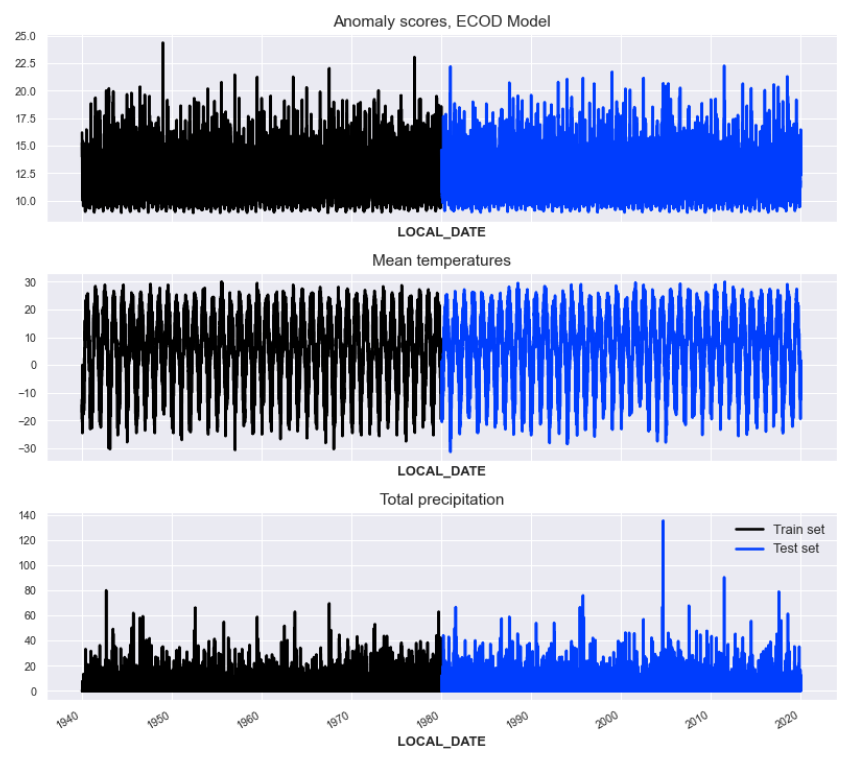 Anomaly scores, ECOD Model
25.0
22.5
20.0
17.5
15.0
12.5
10.0
LOCAL_DATE
Mean temperatures
30
20
10
0
−10
−20
−30
LOCAL_DATE
Total precipitation
140
120
100
80
60
40
20
0
Train set
Test set
1940 1950 1960 1970 1980 1990 2000 2010 2020
LOCAL_DATE